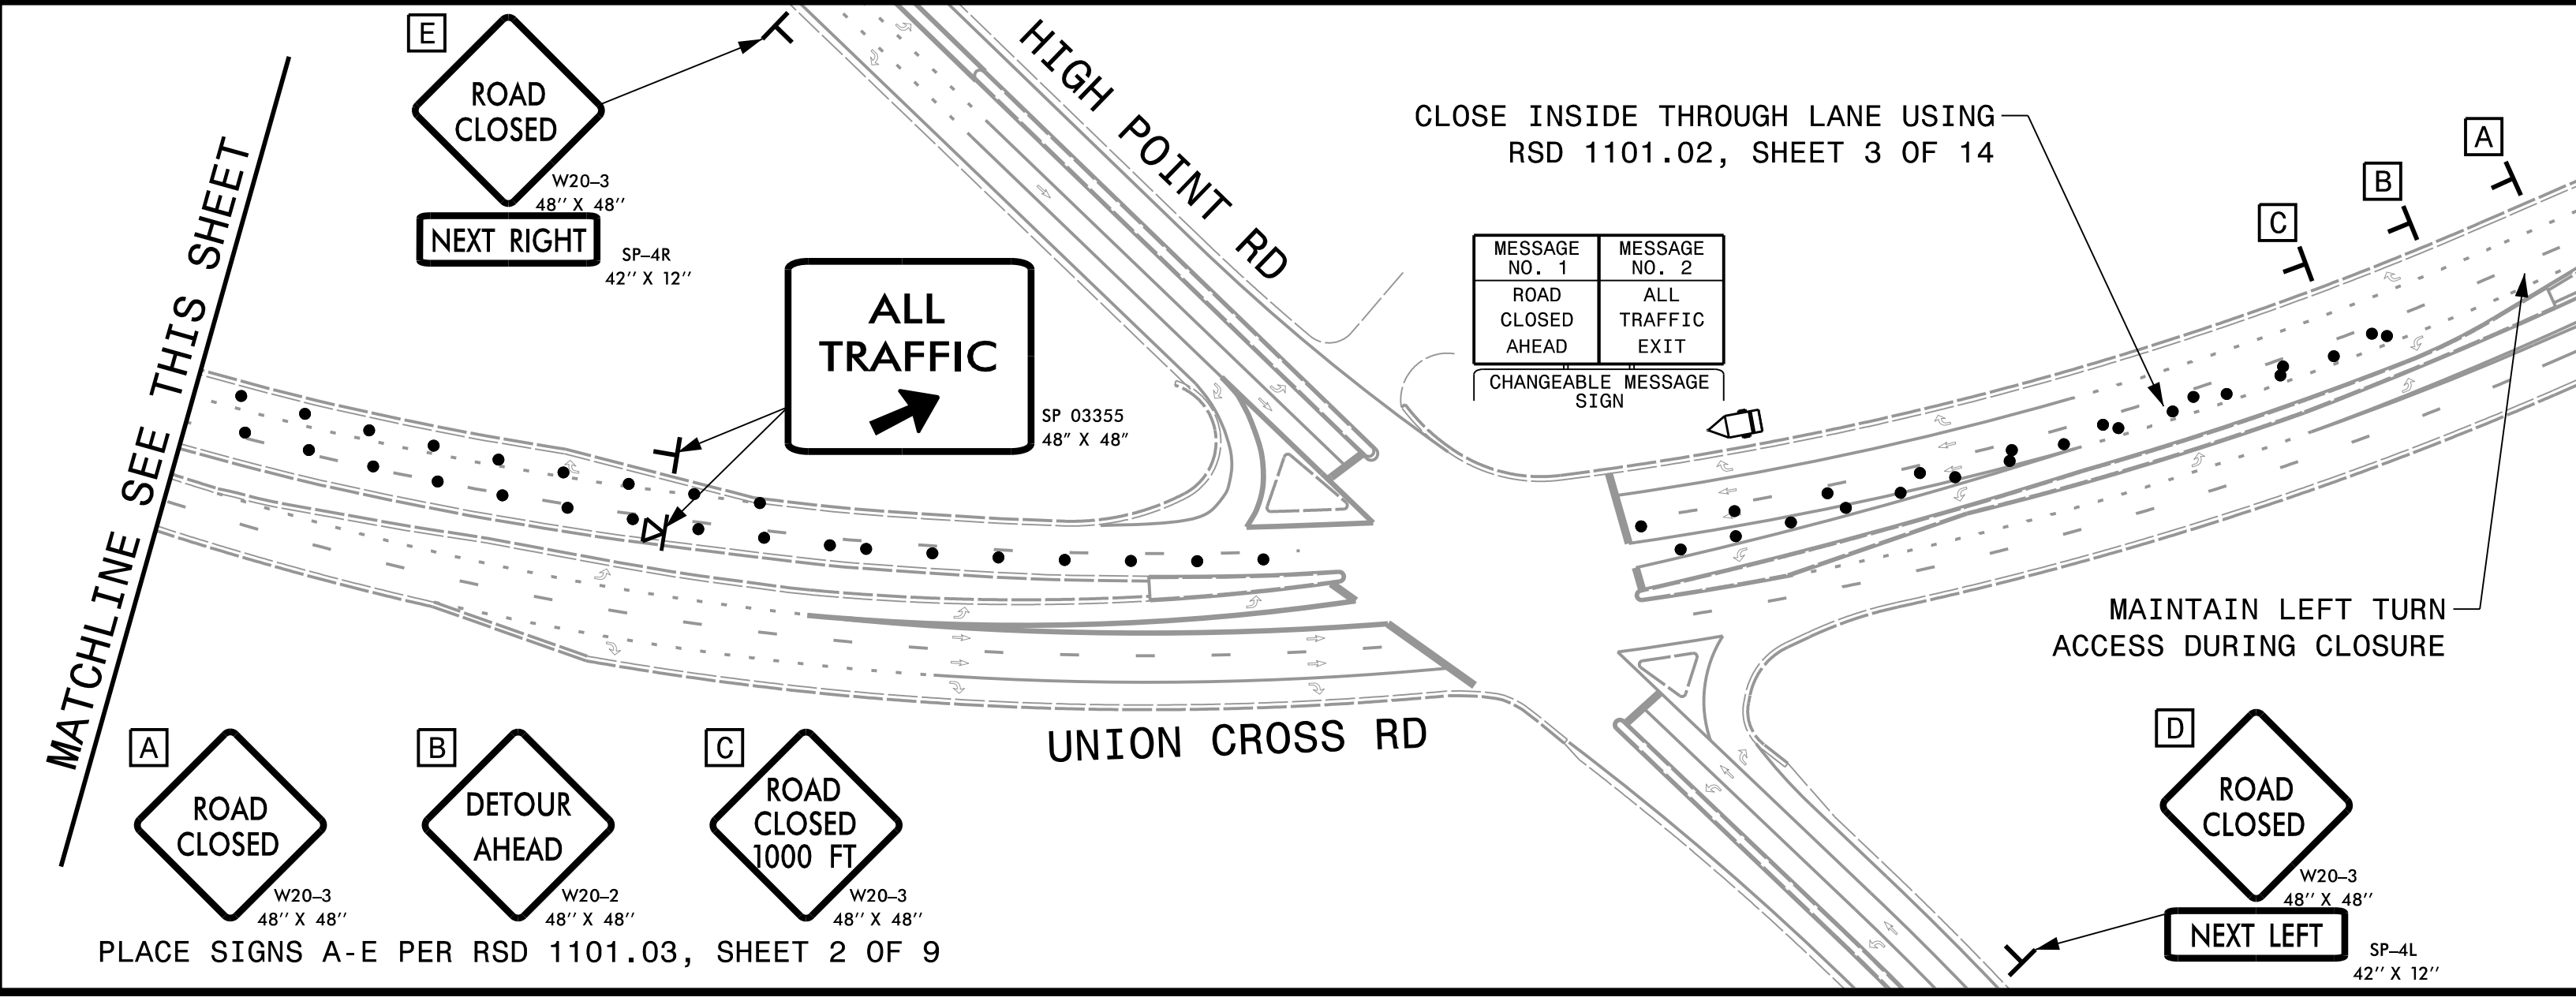 E
ROAD
CLOSED
W20-3
48'' X 48''
NEXT RIGHT
SP-4R
42'' X 12''
MATCHLINE SEE THIS SHEET
ALL
TRAFFIC
SP 03355
48" X 48"
HIGH POINT RD
CLOSE INSIDE THROUGH LANE USING
RSD 1101.02, SHEET 3 OF 14
MESSAGE
NO. 1
MESSAGE
NO. 2
ROAD
CLOSED
AHEAD
ALL
TRAFFIC
EXIT
CHANGEABLE MESSAGE
SIGN
C
B
A
MAINTAIN LEFT TURN
ACCESS DURING CLOSURE
UNION CROSS RD
A
ROAD
CLOSED
W20-3
48'' X 48''
B
DETOUR
AHEAD
W20-2
48'' X 48''
C
ROAD
CLOSED
1000 FT
W20-3
48'' X 48''
PLACE SIGNS A-E PER RSD 1101.03, SHEET 2 OF 9
D
ROAD
CLOSED
W20-3
48'' X 48''
NEXT LEFT
SP-4L
42'' X 12''